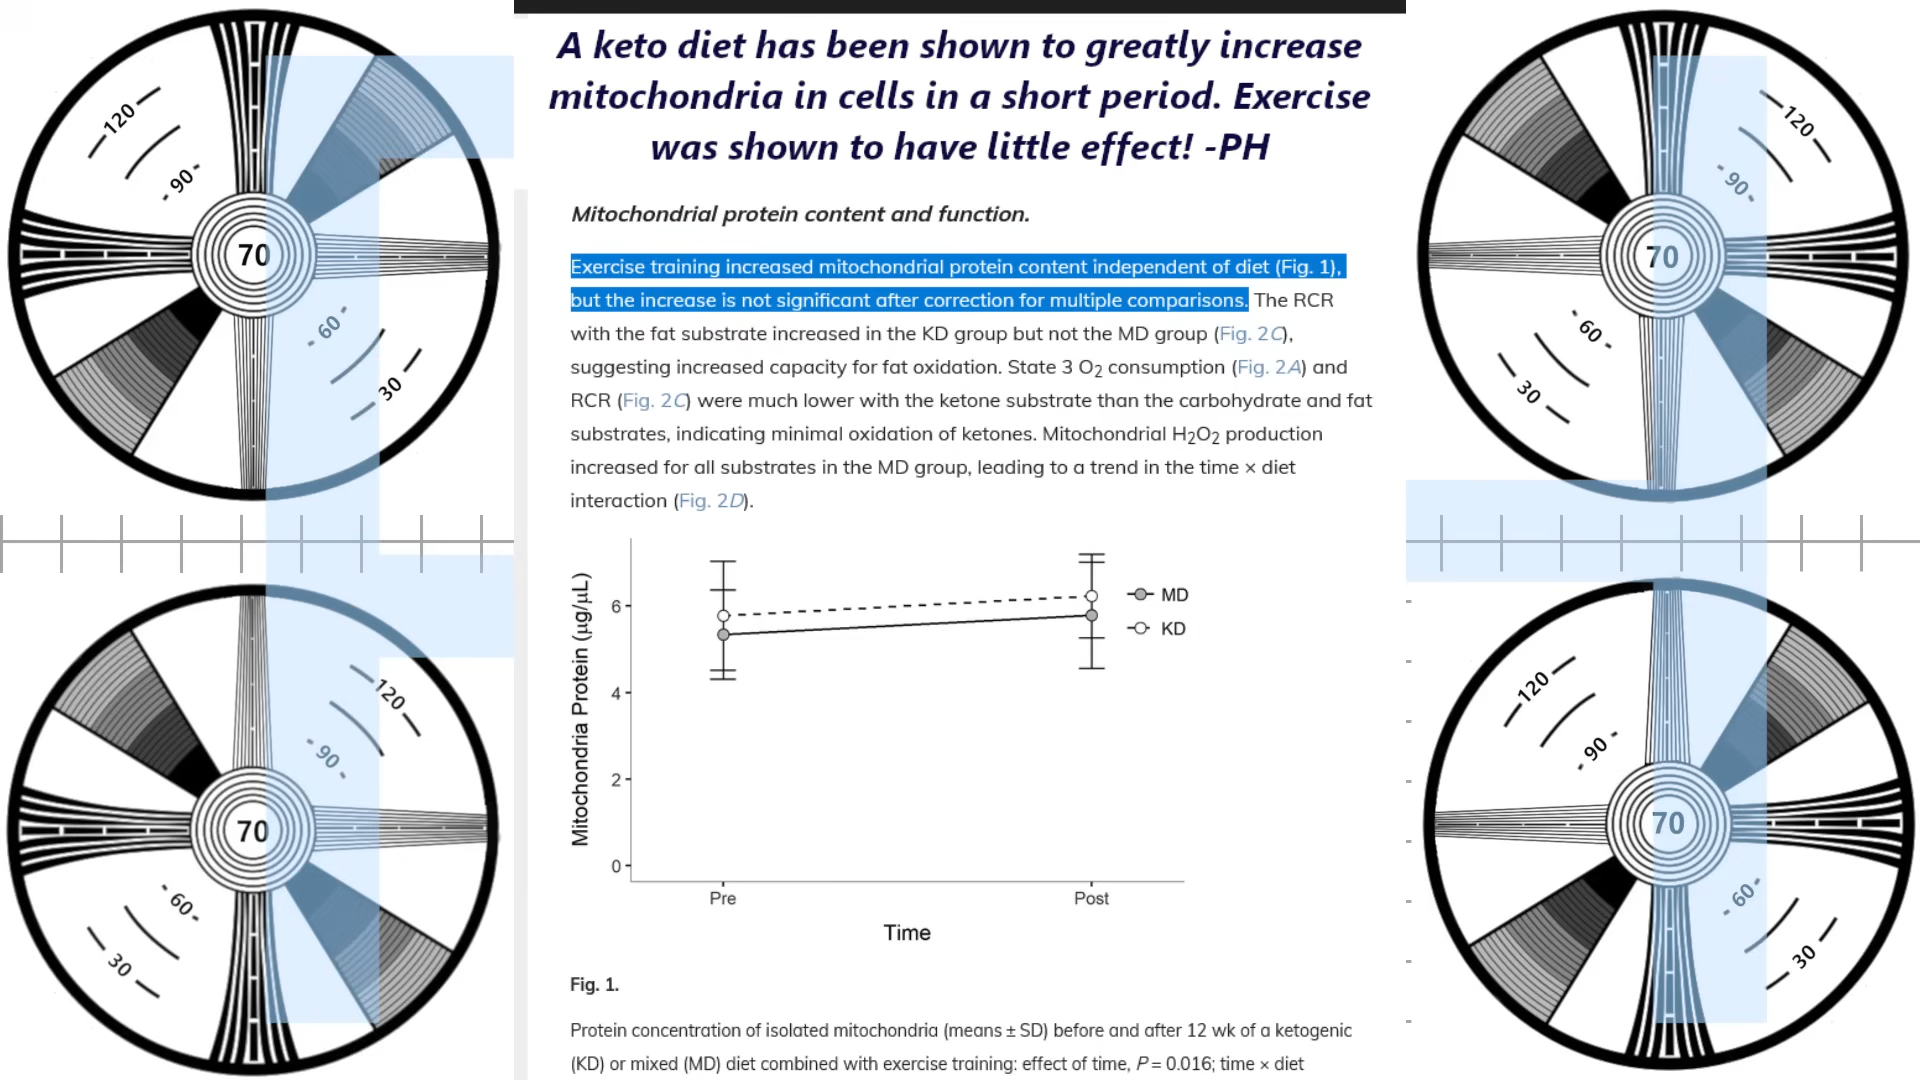 A keto diet has been shown to greatly increase
mitochondria in cells in a short period. Exercise
was shown to have little effect! -PH
Mitochondrial protein content and function.
Exercise training increased mitochondrial protein content independent of diet (Fig. 1),
but the increase is not significant after correction for multiple comparisons. The RCR
with the fat substrate increased in the KD group but not the MD group (Fig. 2C),
suggesting increased capacity for fat oxidation. State 3 O2 consumption (Fig. 2A) and
RCR (Fig. 2C) were much lower with the ketone substrate than the carbohydrate and fat
substrates, indicating minimal oxidation of ketones. Mitochondrial H2O2 production
increased for all substrates in the MD group, leading to a trend in the time × diet
interaction (Fig. 2D).
Mitochondria Protein (μg/μL)
6
4
2
0
MD
KD
Pre
Post
Time
Fig. 1.
Protein concentration of isolated mitochondria (means ± SD) before and after 12 wk of a ketogenic
(KD) or mixed (MD) diet combined with exercise training: effect of time, P = 0.016; time × diet
120
- 90 -
70
- 60 -
30
120
- 90 -
70
- 60 -
30
120
- 90 -
70
- 60 -
30
120
- 90 -
70
- 60 -
30